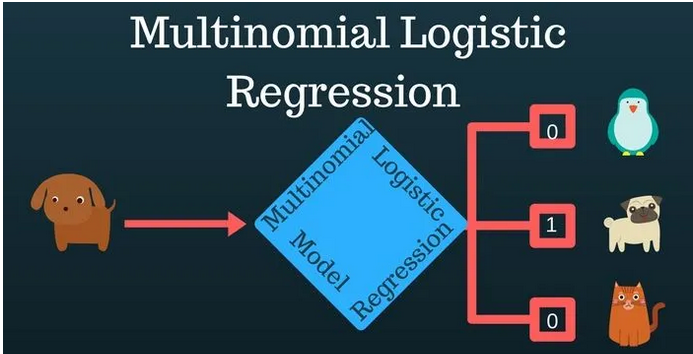 Multinomial Logistic
Regression
Multinomial
Logistic
Model
Regression
0
1
0